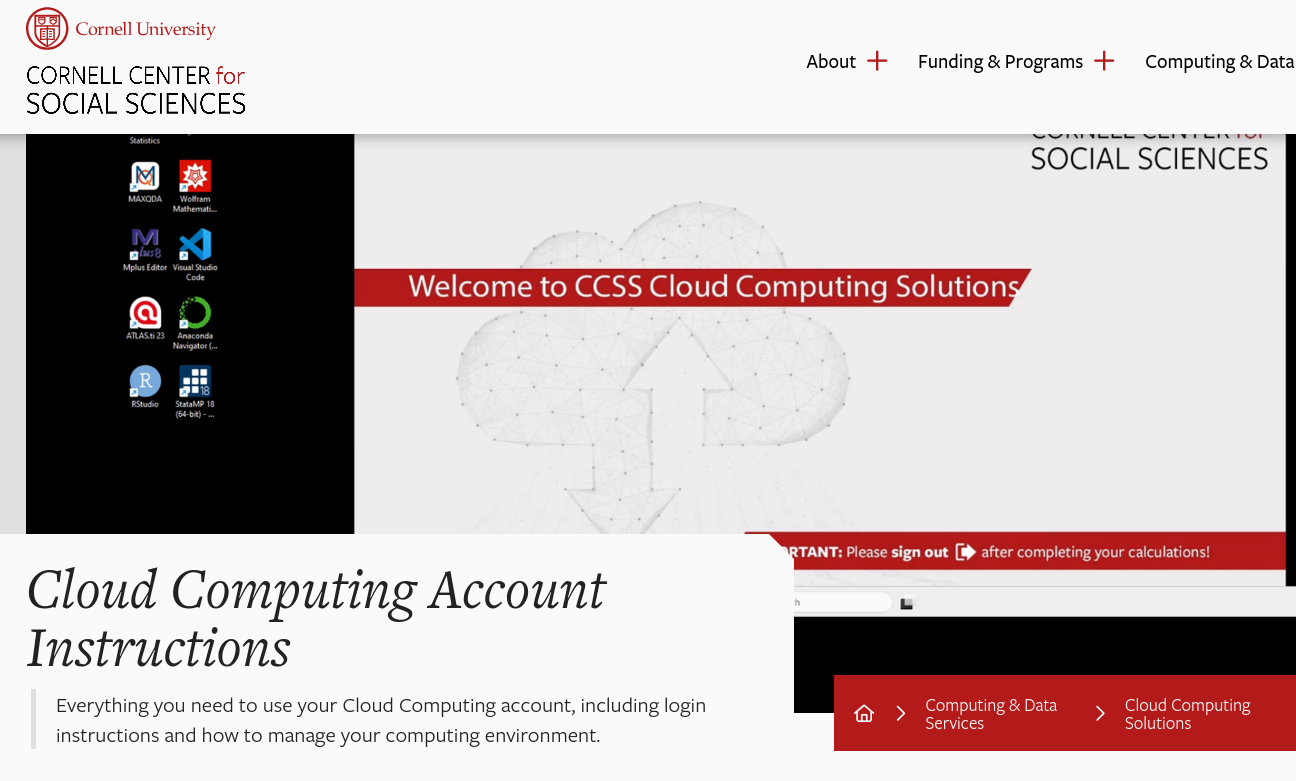 Cornell University
CORNELL CENTER for
SOCIAL SCIENCES
About
Funding & Programs
Computing & Data
Statistics
CORNELL CENTER for
SOCIAL SCIENCES
MAXQDA
Wolfram
Mathemati...
Mplus Editor
Visual Studio
Code
Welcome to CCSS Cloud Computing Solutions
ATLAS.ti 23
Anaconda
Navigator (...
RStudio
StataMP 18
(64-bit) - ...
RTANT: Please sign out after completing your calculations!
Cloud Computing Account
Instructions
Everything you need to use your Cloud Computing account, including login
instructions and how to manage your computing environment.
Computing & Data
Services
Cloud Computing
Solutions